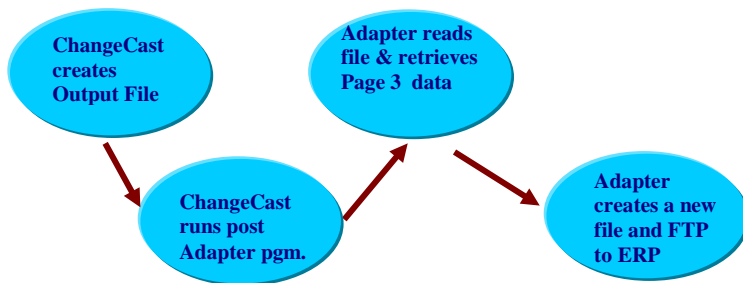 ChangeCast
creates
Output File
ChangeCast
runs post
Adapter pgm.
Adapter reads
file & retrieves
Page 3 data
Adapter
creates a new
file and FTP
to ERP